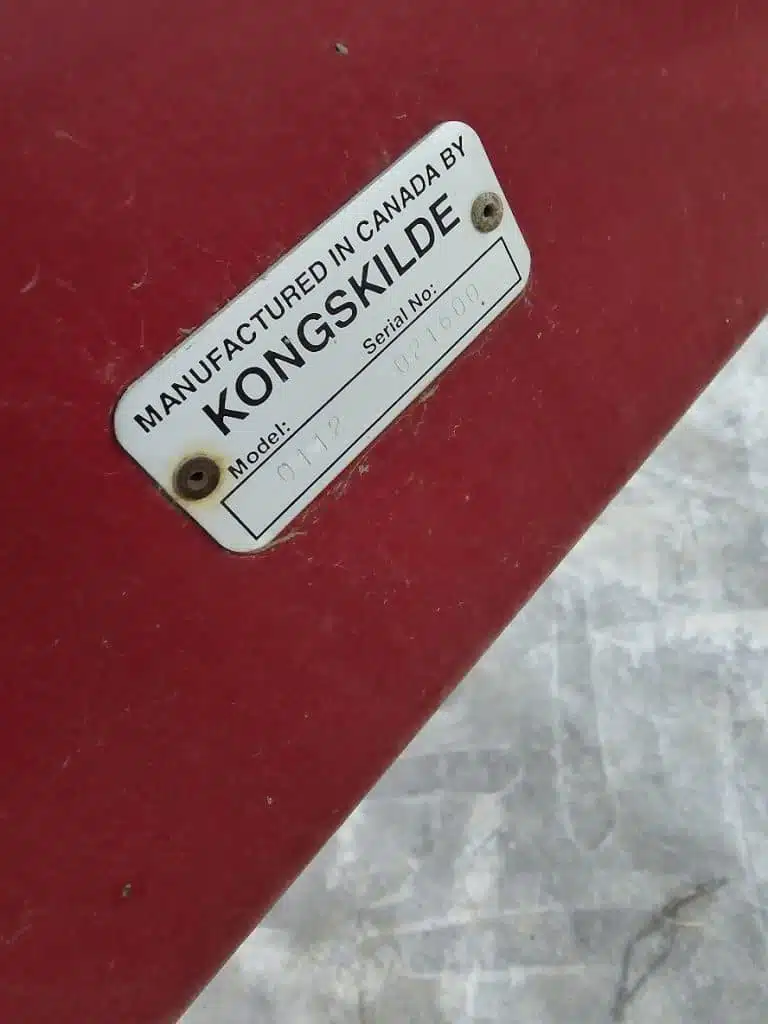 MANUFACTURED IN CANADA BY
KONGSKILDE
Model: Serial No:
0112 021600